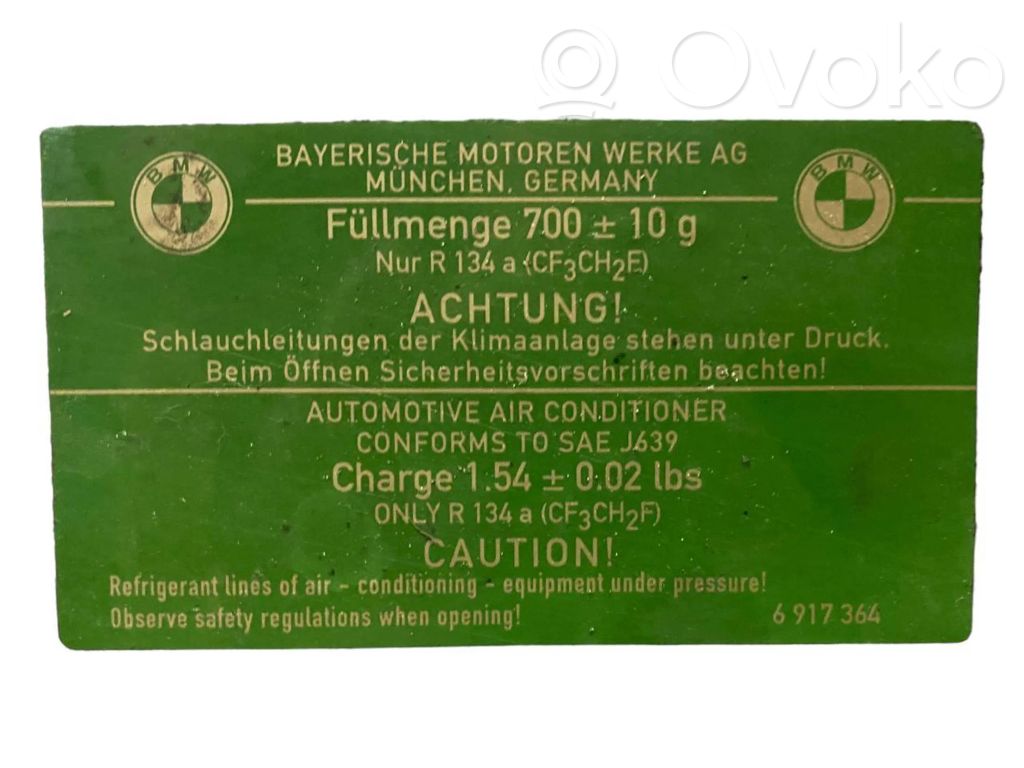 Ovoko
BMW BMW
BAYERISCHE MOTOREN WERKE AG
MÜNCHEN, GERMANY
Füllmenge 700 ± 10 g
Nur R 134 a (CF₃CH₂F)
ACHTUNG!
Schlauchleitungen der Klimaanlage stehen unter Druck.
Beim Öffnen Sicherheitsvorschriften beachten!
AUTOMOTIVE AIR CONDITIONER
CONFORMS TO SAE J639
Charge 1.54 ± 0.02 lbs
ONLY R 134 a (CF₃CH₂F)
CAUTION!
Refrigerant lines of air - conditioning - equipment under pressure!
Observe safety regulations when opening! 6 917 364